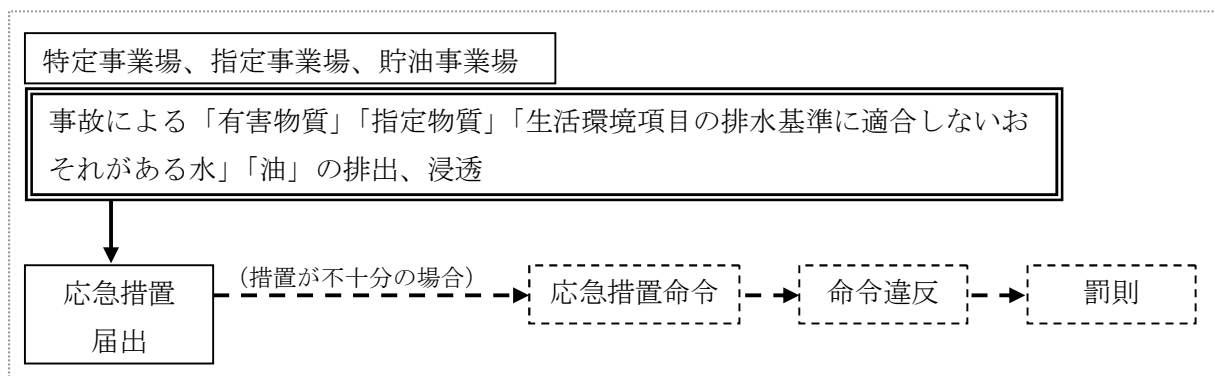 特定事業場、指定事業場、貯油事業場
事故による「有害物質」「指定物質」「生活環境項目の排水基準に適合しないお
それがある水」「油」の排出、浸透
応急措置
届出
（措置が不十分の場合）
応急措置命令
命令違反
罰則